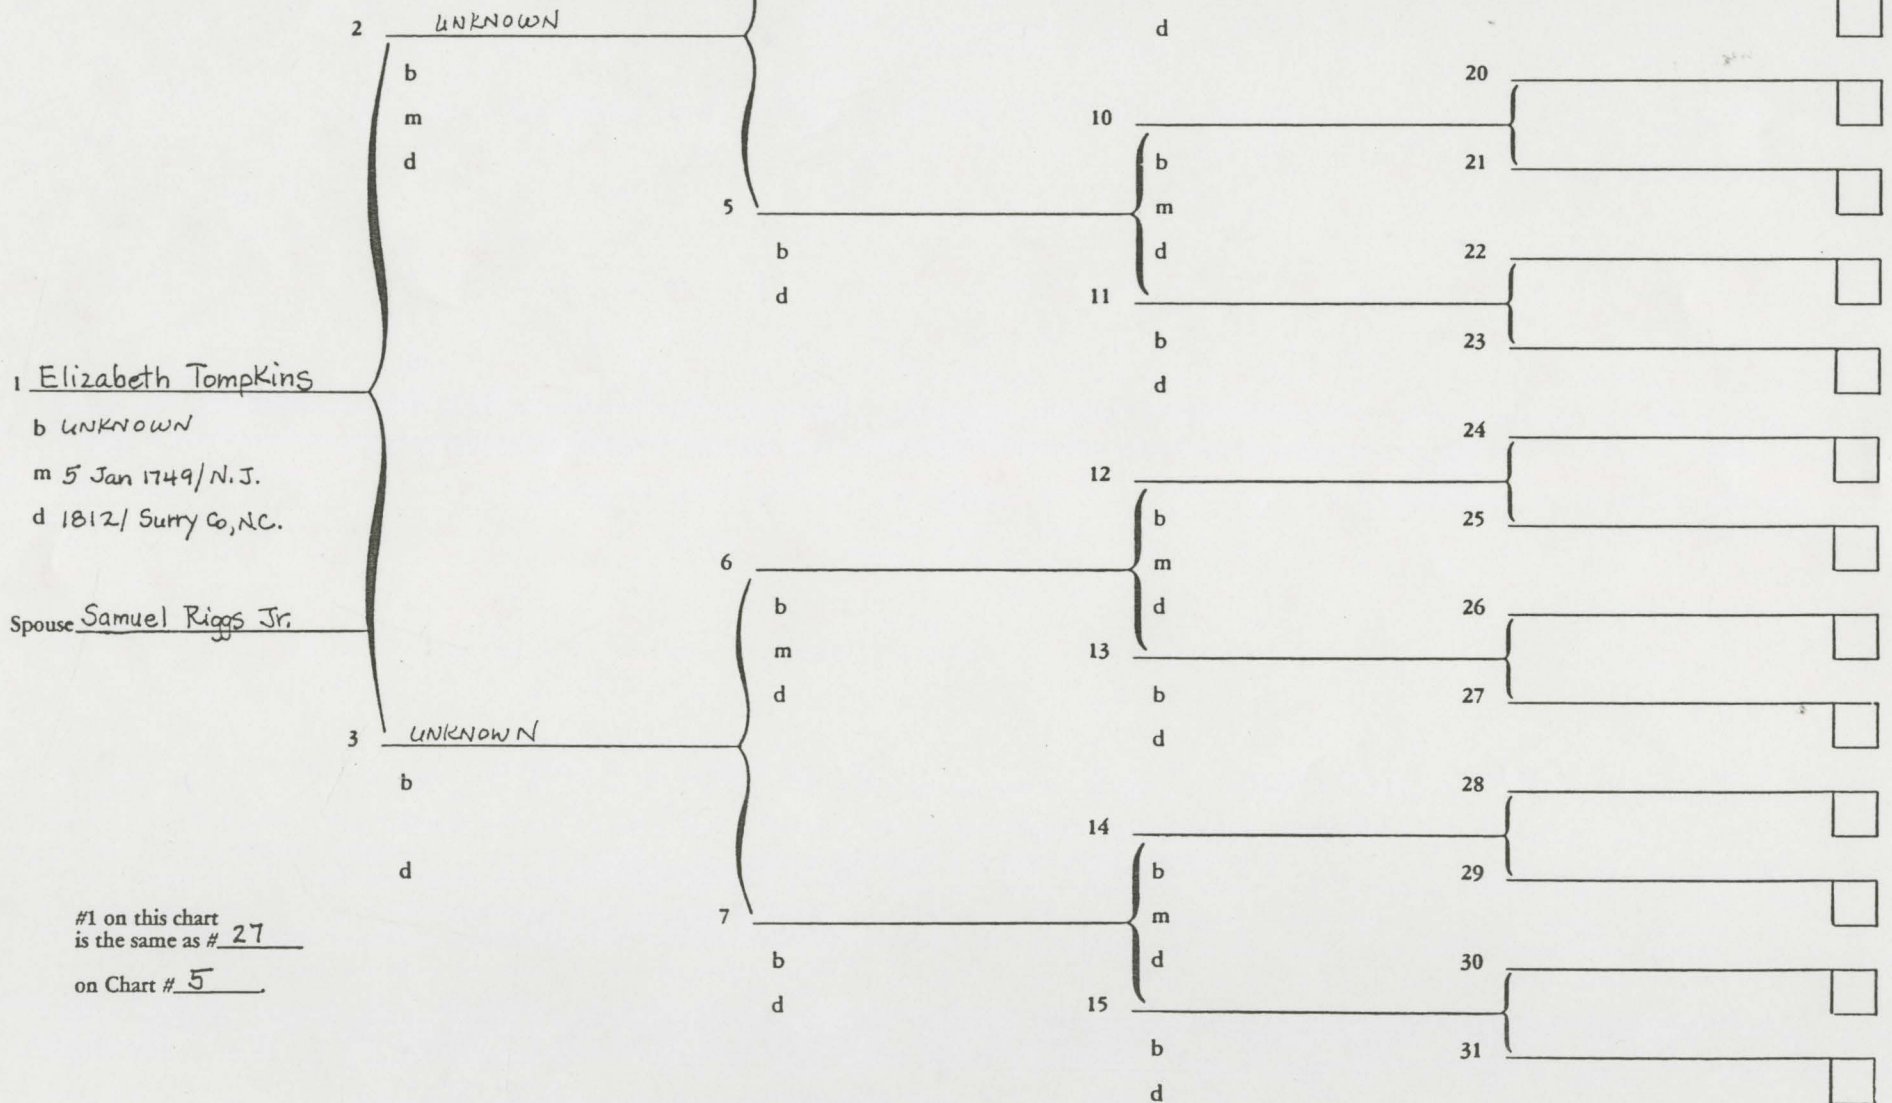 2 UNKNOWN
b
m
d
1 Elizabeth Tompkins
b UNKNOWN
m 5 Jan 1749/N.J.
d 1812/ Surry Co, N.C.
Spouse Samuel Riggs Jr.
3 UNKNOWN
b
d
#1 on this chart
is the same as # 27
on Chart # 5.
5
b
d
6
b
m
d
7
b
d
d
10
b
m
d
11
b
d
12
b
m
d
13
b
d
14
b
m
d
15
b
d
20
21
22
23
24
25
26
27
28
29
30
31